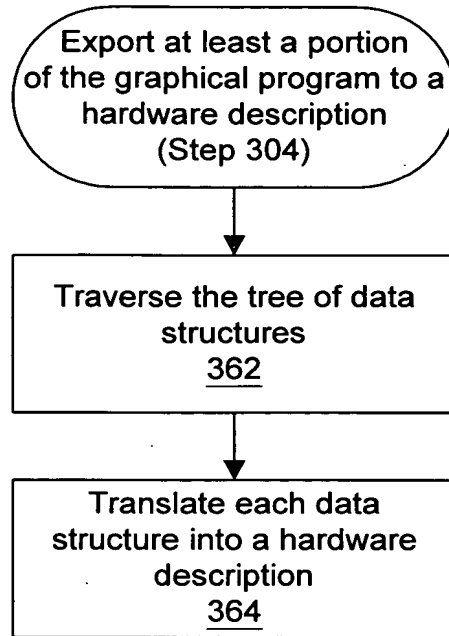 Export at least a portion
of the graphical program to a
hardware description
(Step 304)
Traverse the tree of data
structures
362
Translate each data
structure into a hardware
description
364